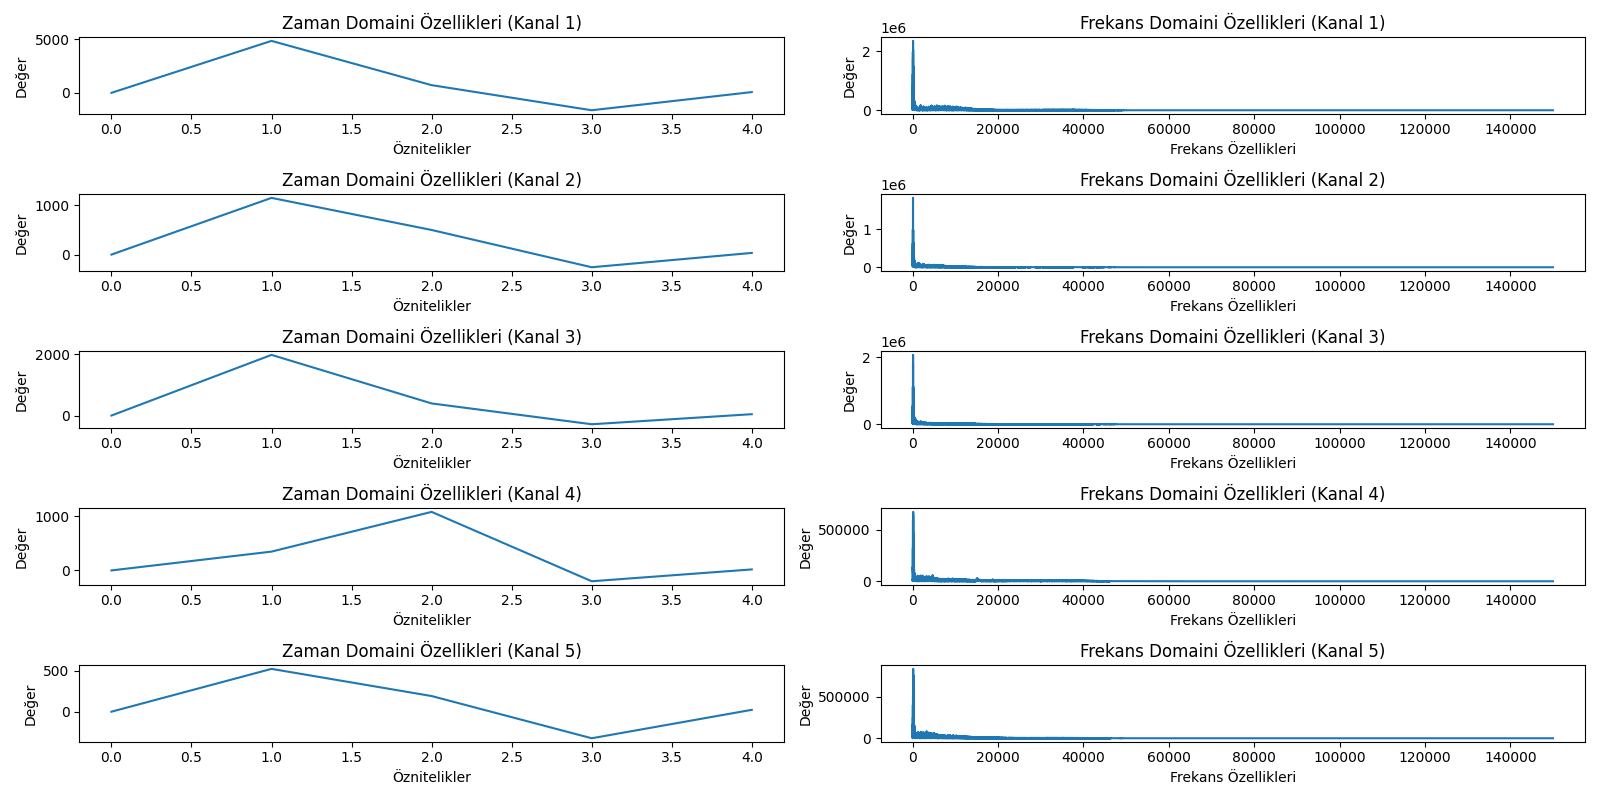 Zaman Domaini Özellikleri (Kanal 1)
5000
0
Değer
0.0 0.5 1.0 1.5 2.0 2.5 3.0 3.5 4.0
Öznitelikler
Frekans Domaini Özellikleri (Kanal 1)
1e6
2
0
Değer
0 20000 40000 60000 80000 100000 120000 140000
Frekans Özellikleri
Zaman Domaini Özellikleri (Kanal 2)
1000
0
Değer
0.0 0.5 1.0 1.5 2.0 2.5 3.0 3.5 4.0
Öznitelikler
Frekans Domaini Özellikleri (Kanal 2)
1e6
1
0
Değer
0 20000 40000 60000 80000 100000 120000 140000
Frekans Özellikleri
Zaman Domaini Özellikleri (Kanal 3)
2000
0
Değer
0.0 0.5 1.0 1.5 2.0 2.5 3.0 3.5 4.0
Öznitelikler
Frekans Domaini Özellikleri (Kanal 3)
1e6
2
0
Değer
0 20000 40000 60000 80000 100000 120000 140000
Frekans Özellikleri
Zaman Domaini Özellikleri (Kanal 4)
1000
0
Değer
0.0 0.5 1.0 1.5 2.0 2.5 3.0 3.5 4.0
Öznitelikler
Frekans Domaini Özellikleri (Kanal 4)
500000
0
Değer
0 20000 40000 60000 80000 100000 120000 140000
Frekans Özellikleri
Zaman Domaini Özellikleri (Kanal 5)
500
0
Değer
0.0 0.5 1.0 1.5 2.0 2.5 3.0 3.5 4.0
Öznitelikler
Frekans Domaini Özellikleri (Kanal 5)
500000
0
Değer
0 20000 40000 60000 80000 100000 120000 140000
Frekans Özellikleri